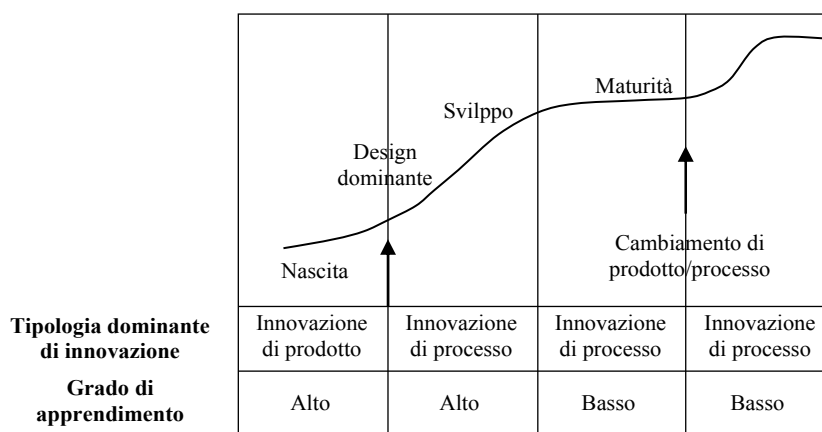 Maturità
Svilppo
Design
dominante
Cambiamento di
prodotto/processo
Nascita
Tipologia dominante
di innovazione
Innovazione
di prodotto
Innovazione
di processo
Innovazione
di processo
Innovazione
di processo
Grado di
apprendimento
Alto
Alto
Basso
Basso